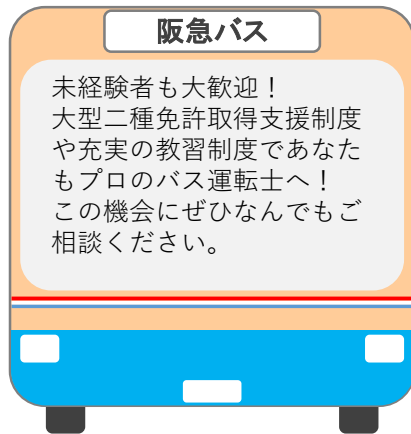 阪急バス
未経験者も大歓迎！
大型二種免許取得支援制度
や充実の教習制度であなた
もプロのバス運転士へ！
この機会にぜひなんでもご
相談ください。